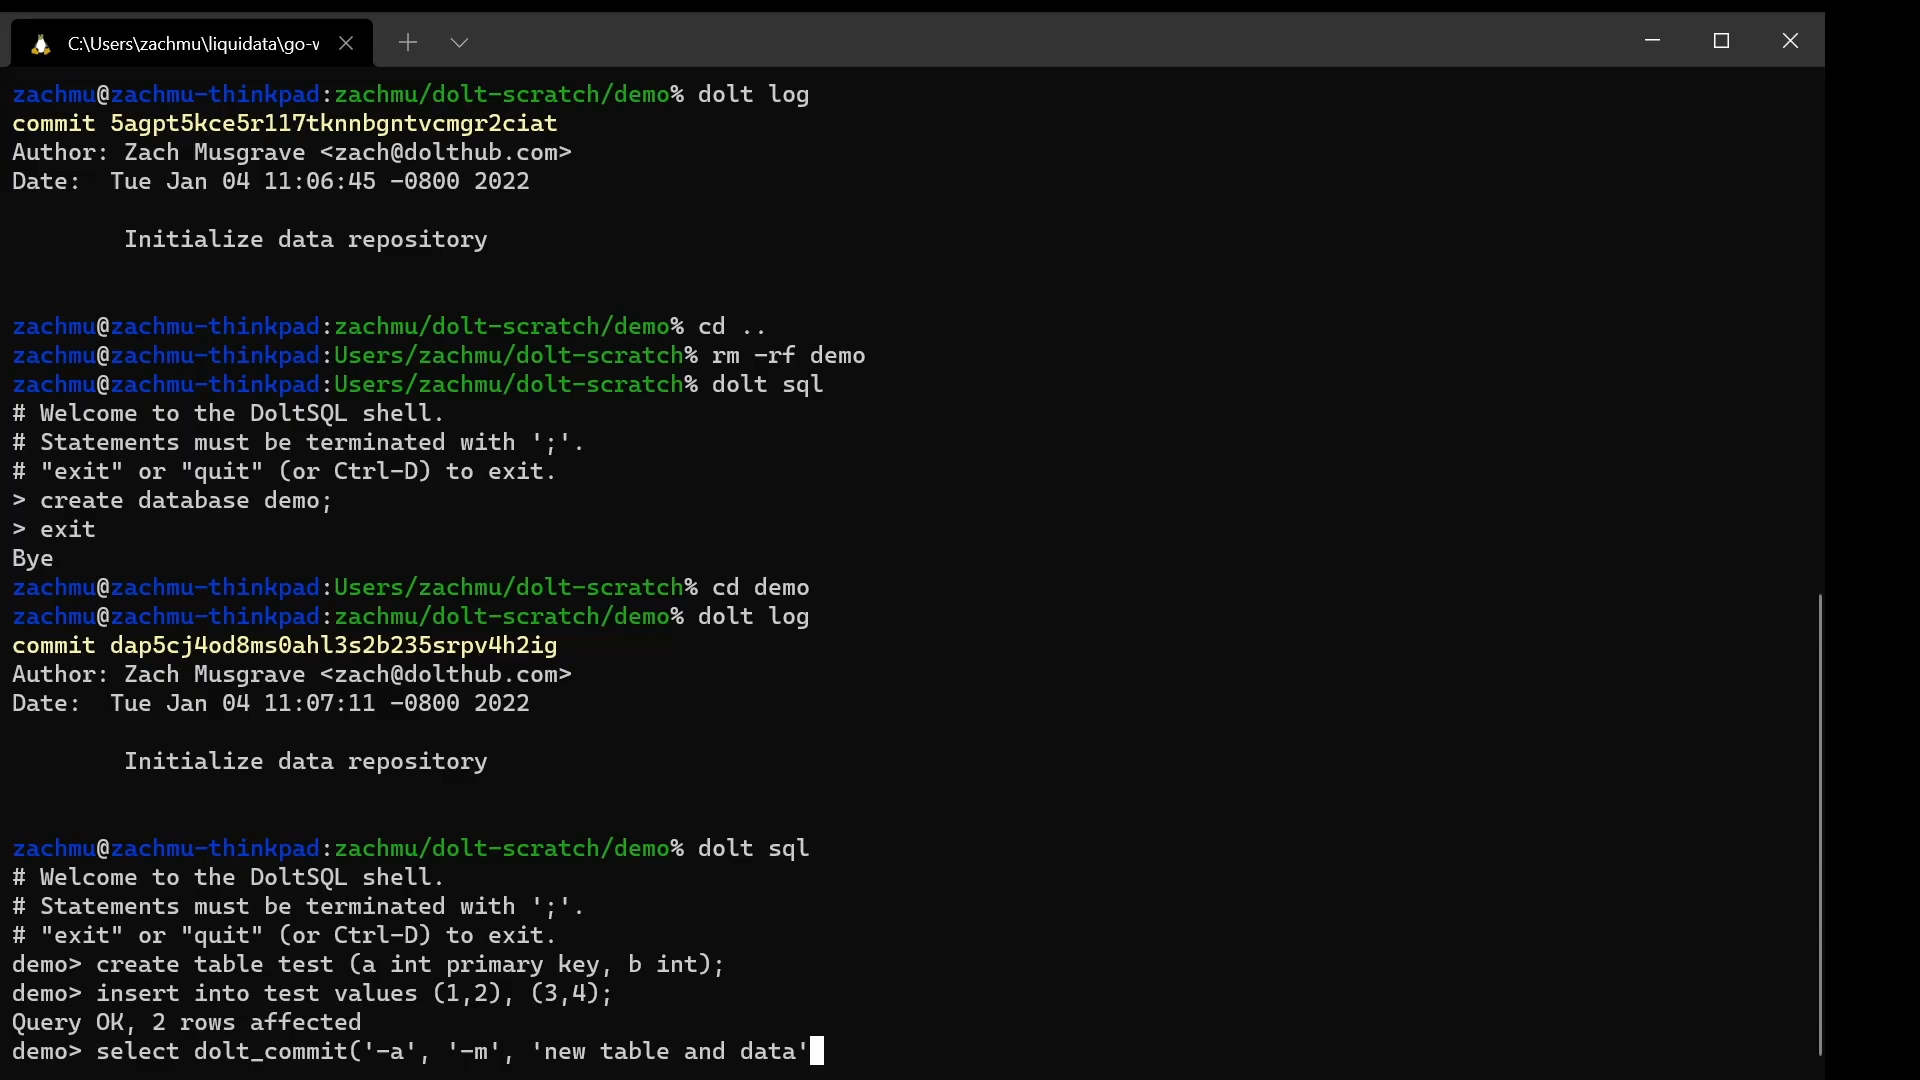 C:\Users\zachmu\liquidata\go-w
zachmu@zachmu-thinkpad:zachmu/dolt-scratch/demo% dolt log
commit 5agpt5kce5r117tknnbgntvcmgr2ciat
Author: Zach Musgrave <zach@dolthub.com>
Date:  Tue Jan 04 11:06:45 -0800 2022
        Initialize data repository
zachmu@zachmu-thinkpad:zachmu/dolt-scratch/demo% cd ..
zachmu@zachmu-thinkpad:Users/zachmu/dolt-scratch% rm -rf demo
zachmu@zachmu-thinkpad:Users/zachmu/dolt-scratch% dolt sql
# Welcome to the DoltSQL shell.
# Statements must be terminated with ';'.
# "exit" or "quit" (or Ctrl-D) to exit.
> create database demo;
> exit
Bye
zachmu@zachmu-thinkpad:Users/zachmu/dolt-scratch% cd demo
zachmu@zachmu-thinkpad:zachmu/dolt-scratch/demo% dolt log
commit dap5cj4od8ms0ahl3s2b235srpv4h2ig
Author: Zach Musgrave <zach@dolthub.com>
Date:  Tue Jan 04 11:07:11 -0800 2022
        Initialize data repository
zachmu@zachmu-thinkpad:zachmu/dolt-scratch/demo% dolt sql
# Welcome to the DoltSQL shell.
# Statements must be terminated with ';'.
# "exit" or "quit" (or Ctrl-D) to exit.
demo> create table test (a int primary key, b int);
demo> insert into test values (1,2), (3,4);
Query OK, 2 rows affected
demo> select dolt_commit('-a', '-m', 'new table and data'